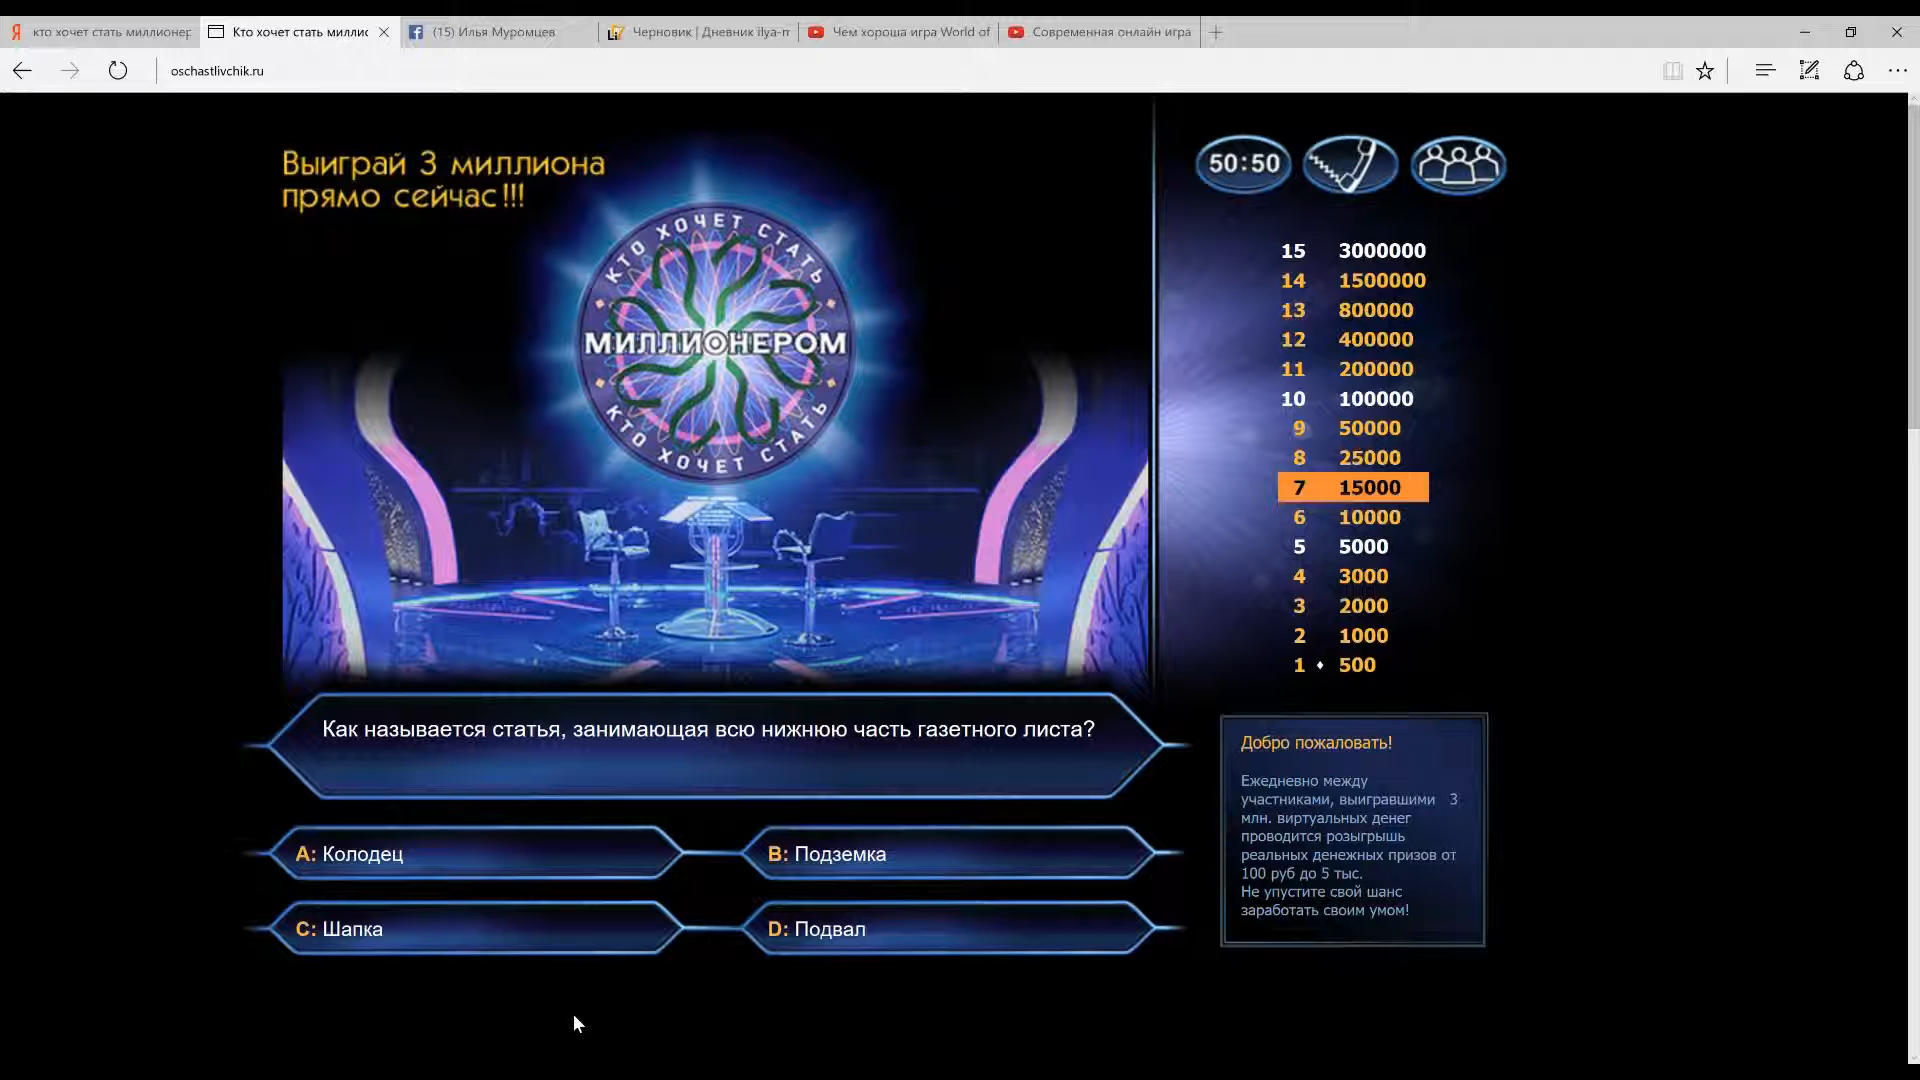 кто хочет стать миллионер
Кто хочет стать миллис
(15) Илья Муромцев
Черновик | Дневник ilya-m
Чем хороша игра World of
Современная онлайн игра
oschastlivchik.ru
Выиграй 3 миллиона
прямо сейчас!!!
КТО ХОЧЕТ СТАТЬ
МИЛЛИОНЕРОМ
КТО ХОЧЕТ СТАТЬ
50:50
15 3000000
14 1500000
13 800000
12 400000
11 200000
10 100000
9 50000
8 25000
7 15000
6 10000
5 5000
4 3000
3 2000
2 1000
1 ♦ 500
Как называется статья, занимающая всю нижнюю часть газетного листа?
A: Колодец
B: Подземка
C: Шапка
D: Подвал
Добро пожаловать!
Ежедневно между
участниками, выигравшими 3
млн. виртуальных денег
проводится розыгрышь
реальных денежных призов от
100 руб до 5 тыс.
Не упустите свой шанс
заработать своим умом!